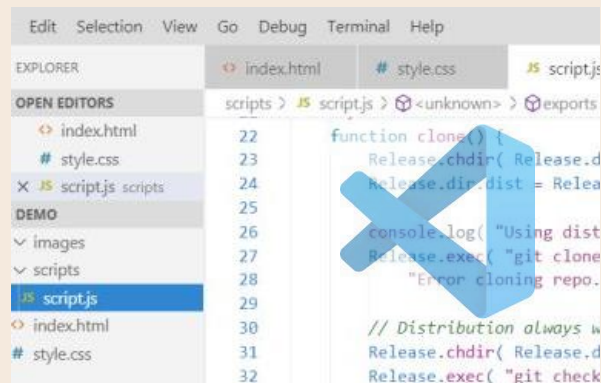 Edit Selection View Go Debug Terminal Help
EXPLORER
OPEN EDITORS
index.html
# style.css
X JS script.js scripts
DEMO
images
scripts
JS script.js
index.html
# style.css
index.html # style.css JS script.js
scripts > JS script.js > <unknown> > exports
22 function clone() {
23 Release.chdir( Release.d
24 Release.dir.dist = Relea
25
26 console.log( "Using dist
27 Release.exec( "git clone
28 "Error cloning repo.
29
30 // Distribution always w
31 Release.chdir( Release.d
32 Release.exec( "git check